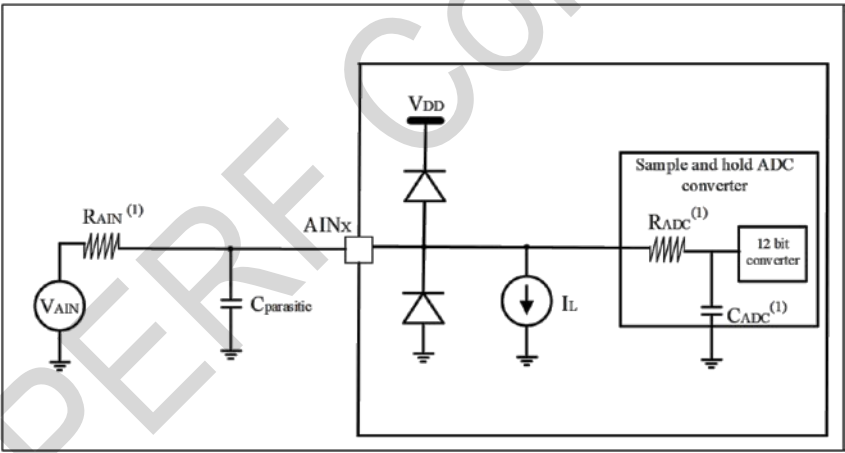 VDD
Sample and hold ADC
converter
RAIN (1)
AINx
RADC(1)
12 bit
converter
VAIN
Cparasitic
IL
CADC(1)
PERF